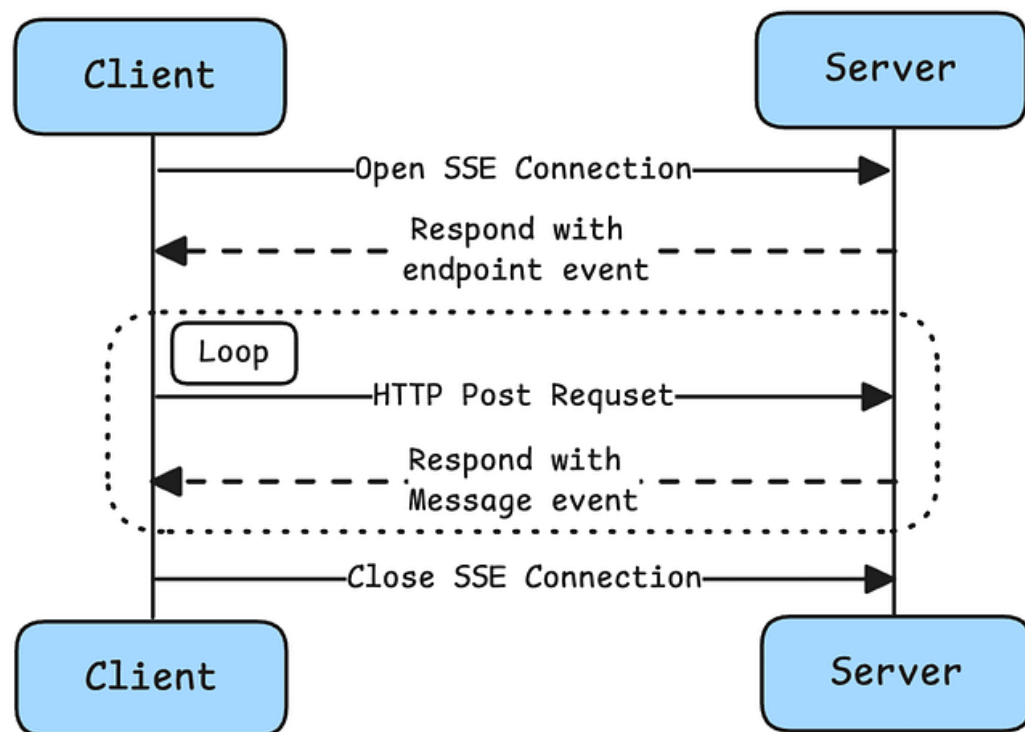 Client
Server
Open SSE Connection
Respond with
endpoint event
Loop
HTTP Post Requset
Respond with
Message event
Close SSE Connection
Client
Server